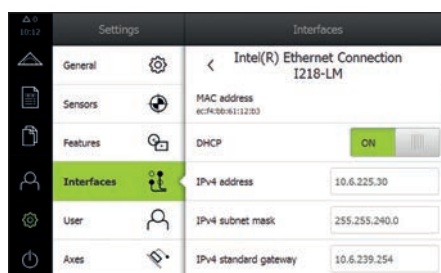 △ 0
10:12
Settings
Interfaces
General
Sensors
Features
Interfaces
User
Axes
Intel(R) Ethernet Connection
I218-LM
MAC address
ec:f4:bb:61:12:b3
DHCP
ON
IPv4 address
10.6.225.30
IPv4 subnet mask
255.255.240.0
IPv4 standard gateway
10.6.239.254